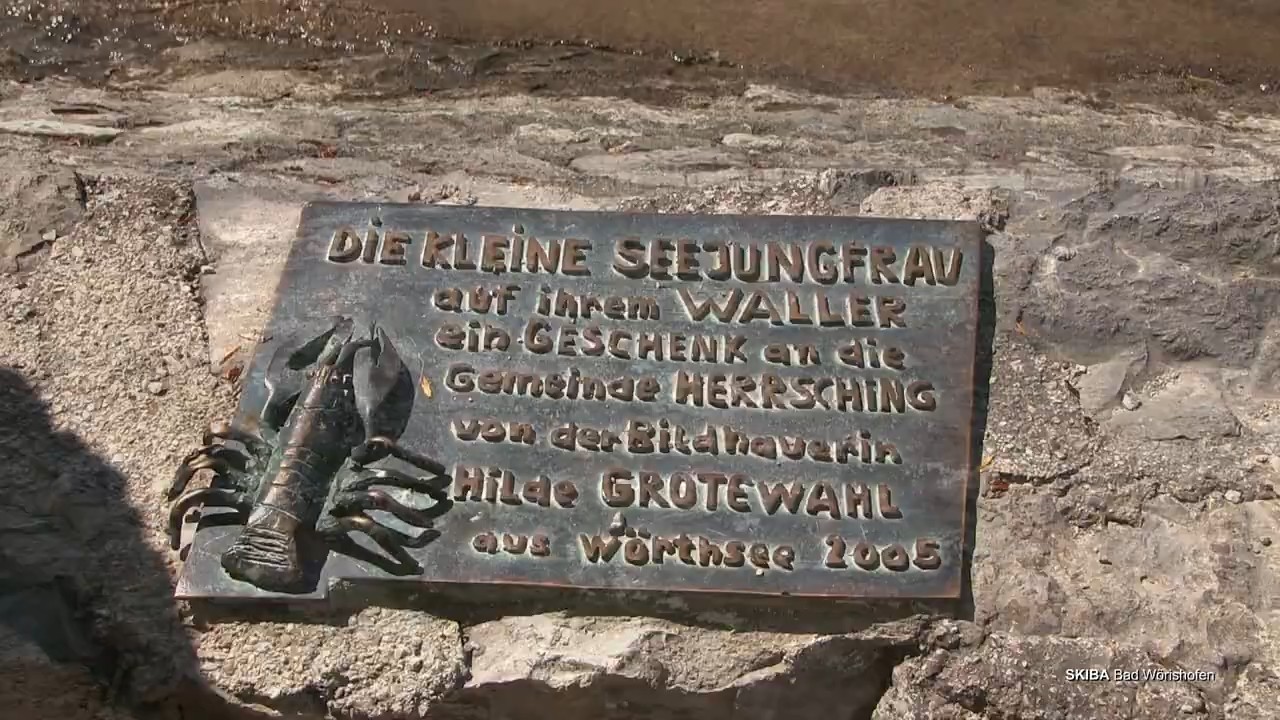 DiE KLEiNE SEEJUNGFRAU
auf ihrem WALLER
ein GESCHENK an die
Gemeinde HERRSCHING
von der Bildhauerin
HiLde GROTEWAHL
aus Wörthsee 2005
SKIBA Bad Wörishofen